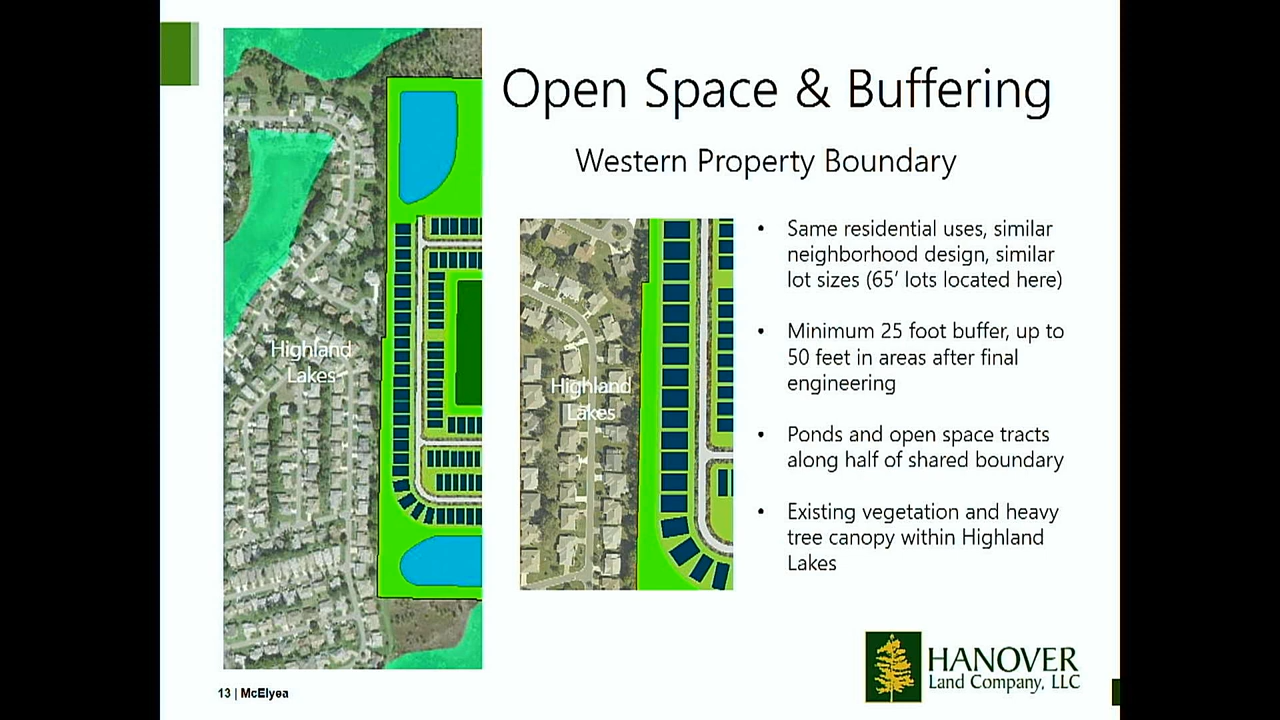 Open Space & Buffering
Western Property Boundary
Highland
Lakes
Highland
Lakes
• Same residential uses, similar
neighborhood design, similar
lot sizes (65’ lots located here)
• Minimum 25 foot buffer, up to
50 feet in areas after final
engineering
• Ponds and open space tracts
along half of shared boundary
• Existing vegetation and heavy
tree canopy within Highland
Lakes
HANOVER
Land Company, LLC
13 | McElyea